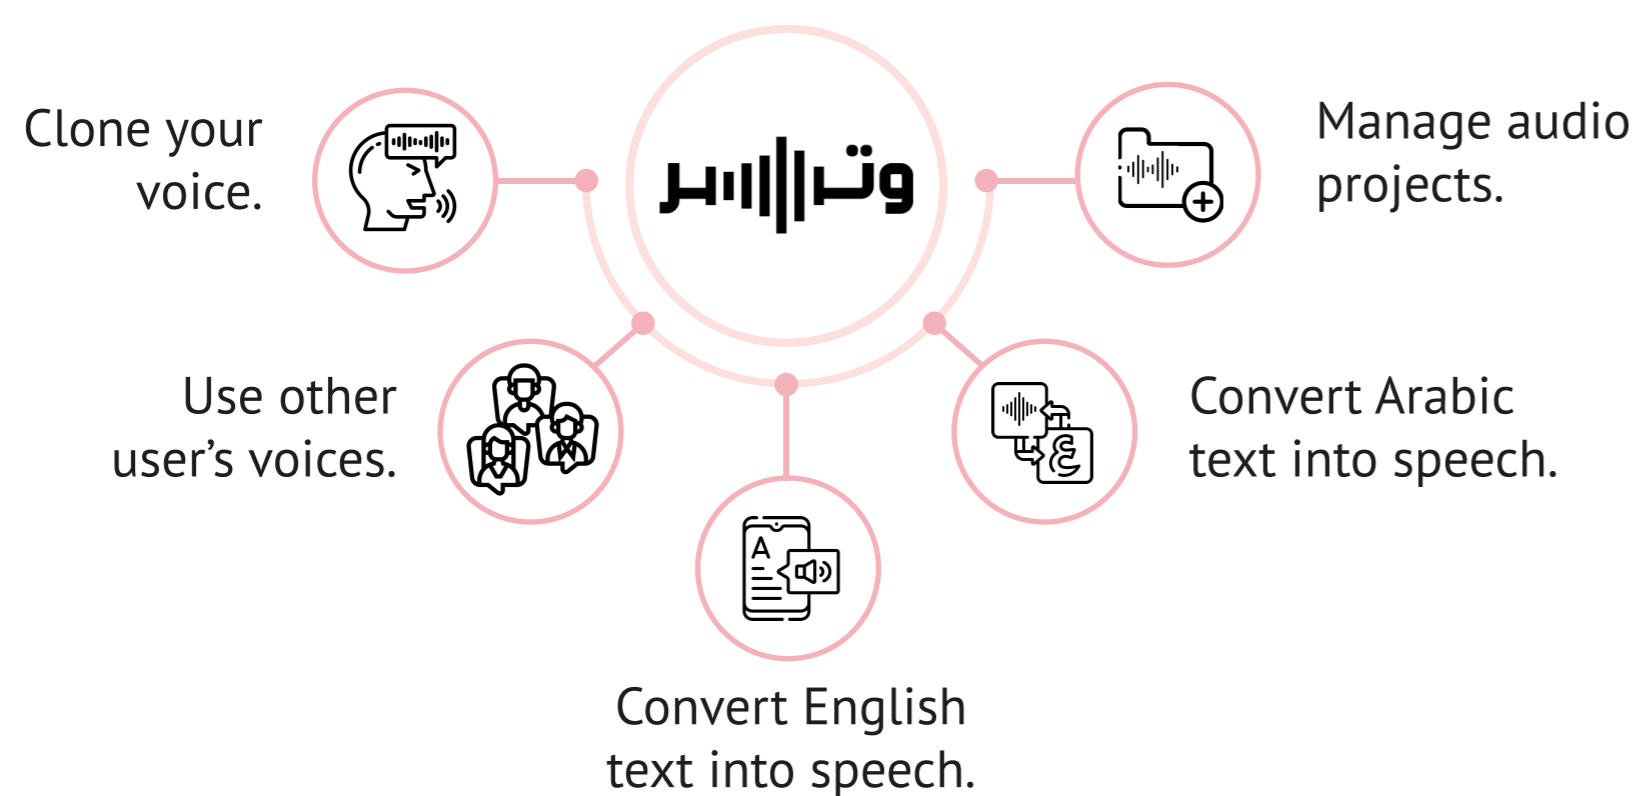 Clone your
voice.
وتر
Manage audio
projects.
Use other
user's voices.
Convert Arabic
text into speech.
ع
A
Convert English
text into speech.